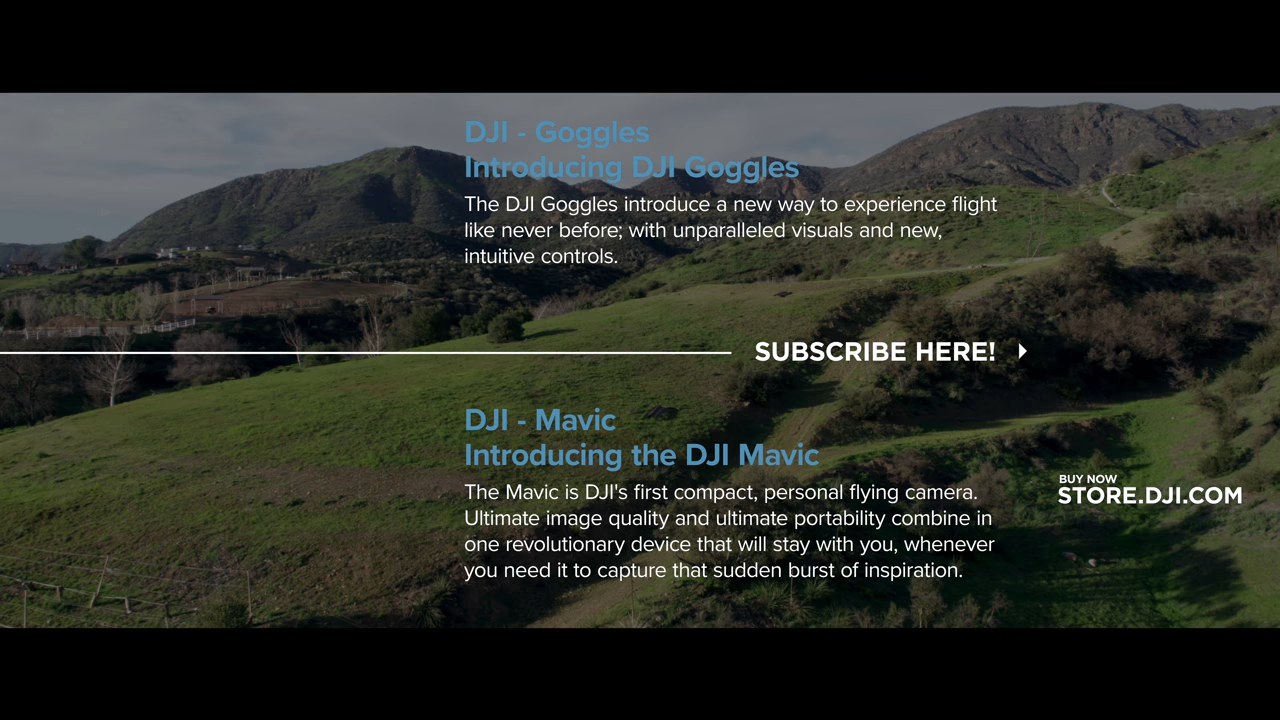 DJI - Goggles
Introducing DJI Goggles
The DJI Goggles introduce a new way to experience flight
like never before; with unparalleled visuals and new,
intuitive controls.
SUBSCRIBE HERE!
DJI - Mavic
Introducing the DJI Mavic
The Mavic is DJI's first compact, personal flying camera.
Ultimate image quality and ultimate portability combine in
one revolutionary device that will stay with you, whenever
you need it to capture that sudden burst of inspiration.
BUY NOW
STORE.DJI.COM